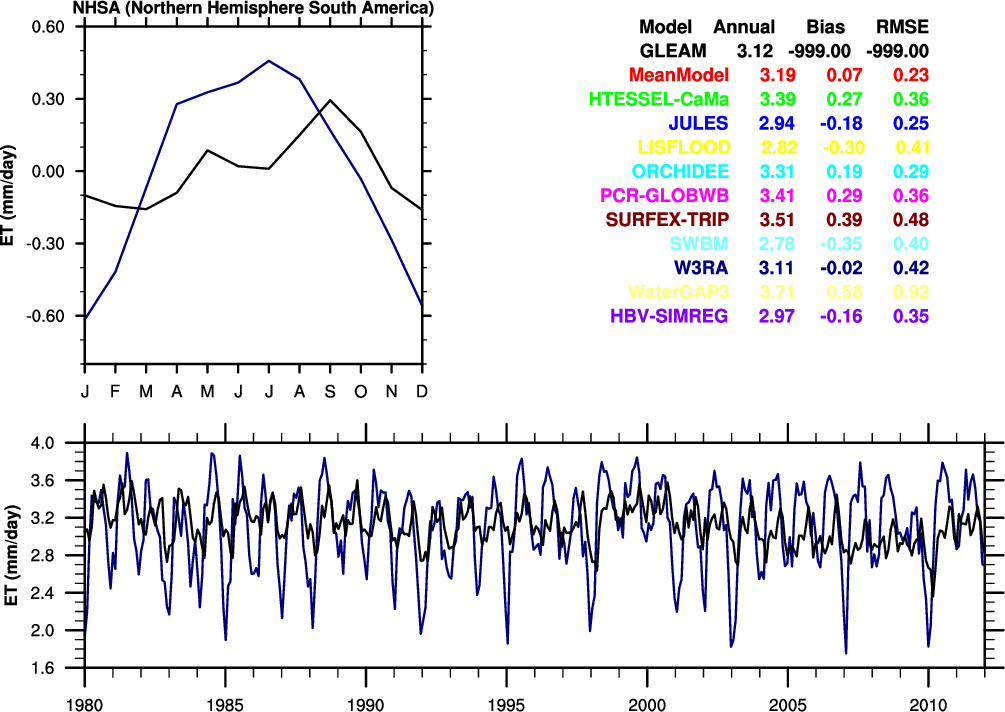 NHSA (Northern Hemisphere South America)
0.60
0.30
0.00
-0.30
-0.60
ET (mm/day)
J F M A M J J A S O N D
Model Annual Bias RMSE
GLEAM 3.12 -999.00 -999.00
MeanModel 3.19 0.07 0.23
HTESSEL-CaMa 3.39 0.27 0.36
JULES 2.94 -0.18 0.25
LISFLOOD 2.82 -0.30 0.41
ORCHIDEE 3.31 0.19 0.29
PCR-GLOBWB 3.41 0.29 0.36
SURFEX-TRIP 3.51 0.39 0.48
SWBM 2.78 -0.35 0.40
W3RA 3.11 -0.02 0.42
WaterGAP3 3.71 0.58 0.92
HBV-SIMREG 2.97 -0.16 0.35
4.0
3.6
3.2
2.8
2.4
2.0
1.6
ET (mm/day)
1980 1985 1990 1995 2000 2005 2010